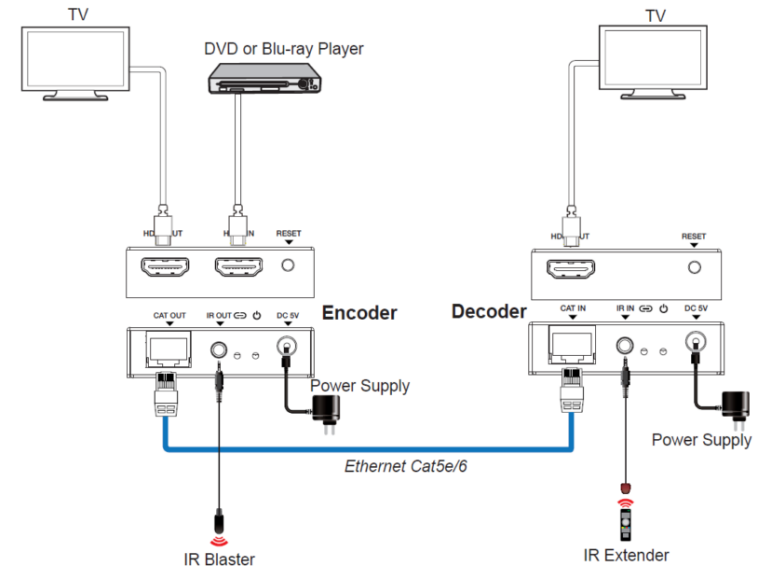 TV
TV
DVD or Blu-ray Player
RESET
RESET
Encoder
Decoder
CAT OUT
IR OUT
DC 5V
CAT IN
IR IN
DC 5V
Power Supply
Power Supply
Ethernet Cat5e/6
IR Blaster
IR Extender